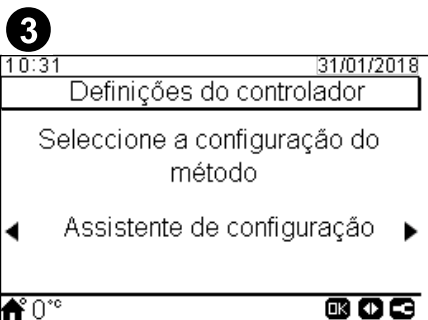 3
10:31 31/01/2018
Definições do controlador
Seleccione a configuração do
método
Assistente de configuração
0°c OK